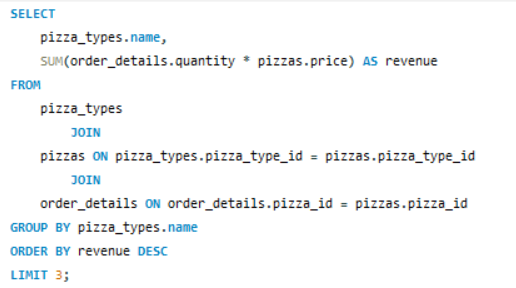 SELECT
    pizza_types.name,
    SUM(order_details.quantity * pizzas.price) AS revenue
FROM
    pizza_types
        JOIN
    pizzas ON pizza_types.pizza_type_id = pizzas.pizza_type_id
        JOIN
    order_details ON order_details.pizza_id = pizzas.pizza_id
GROUP BY pizza_types.name
ORDER BY revenue DESC
LIMIT 3;